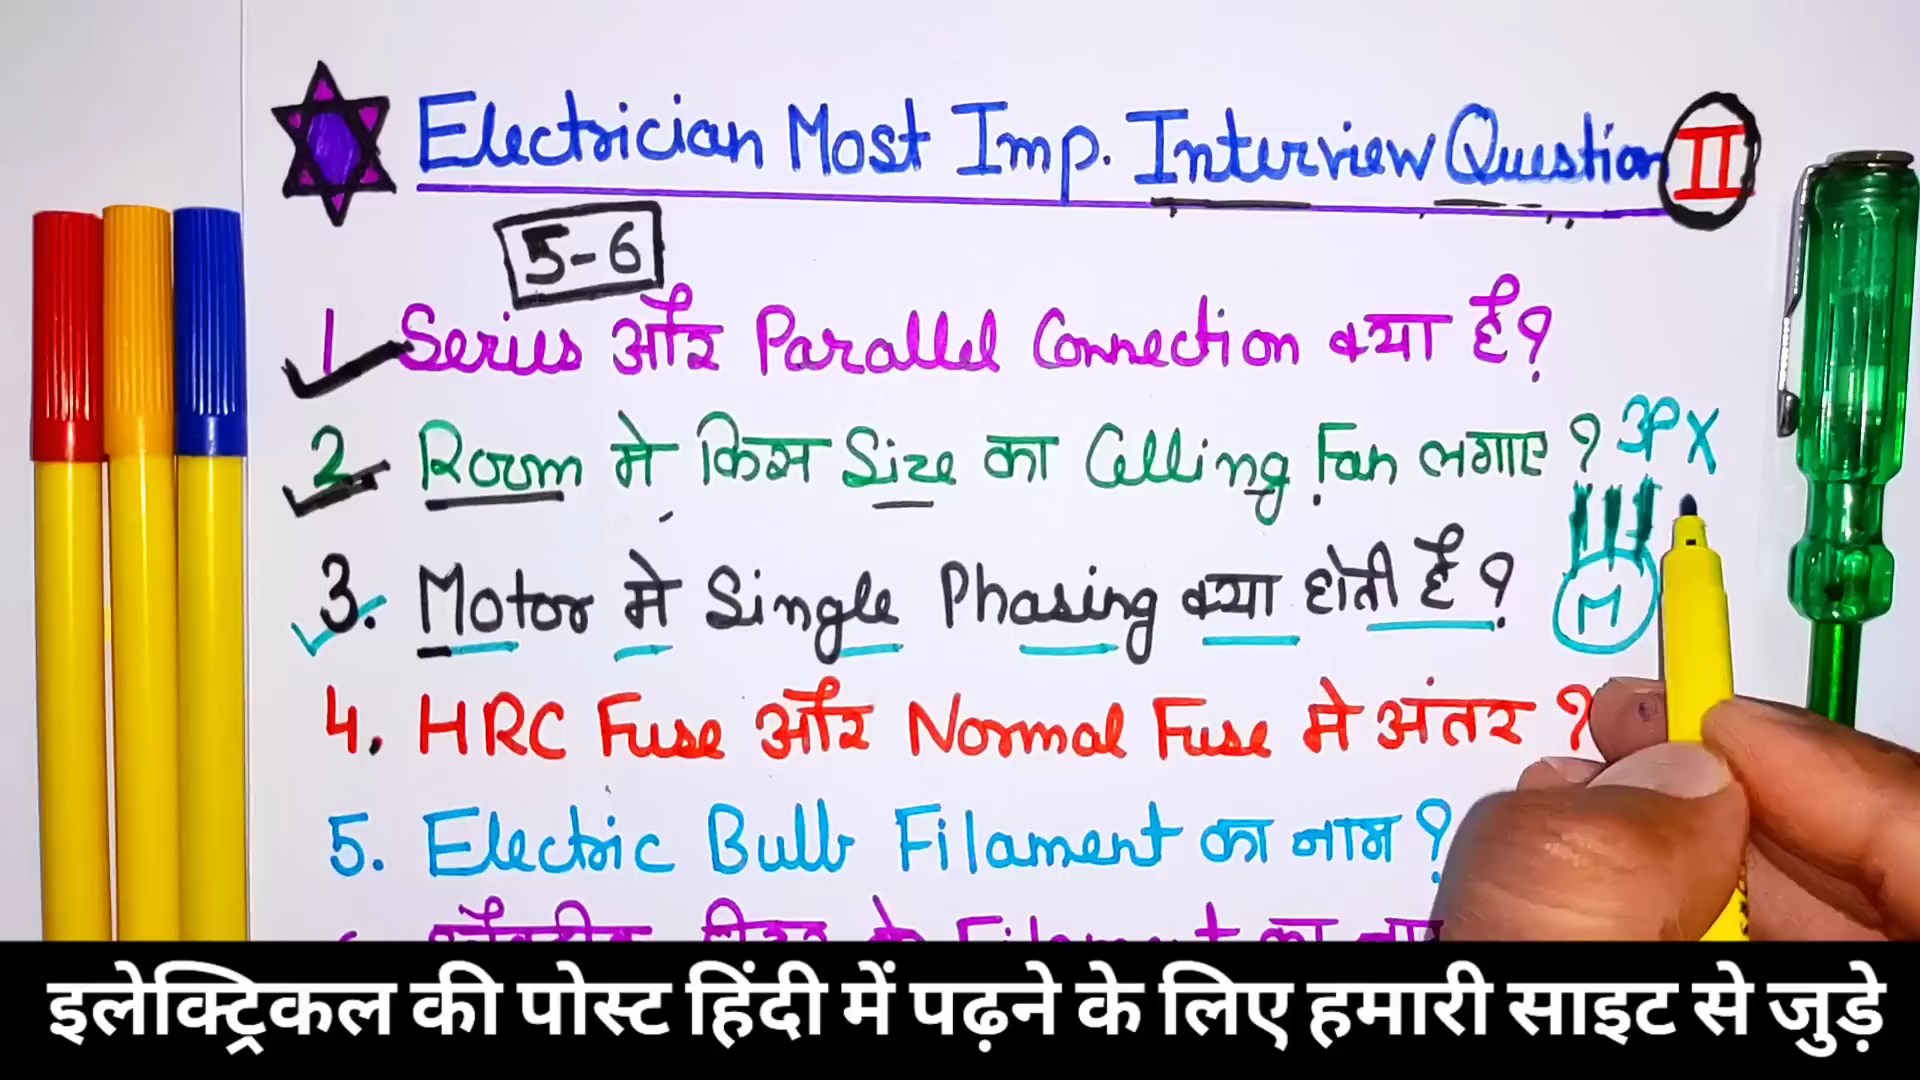 Electrician Most Imp. Interview Question II
5-6
1 Series और Parallel Connection क्या है?
2. Room मे किस Size का Celling Fan लगाए ? 3P X
3. Motor मे Single Phasing क्या होती है ? M
4. HRC Fuse और Normal Fuse मे अंतर ?
5. Electric Bulb Filament का नाम ?
के Filament का
इलेक्ट्रिकल की पोस्ट हिंदी में पढ़ने के लिए हमारी साइट से जुड़े